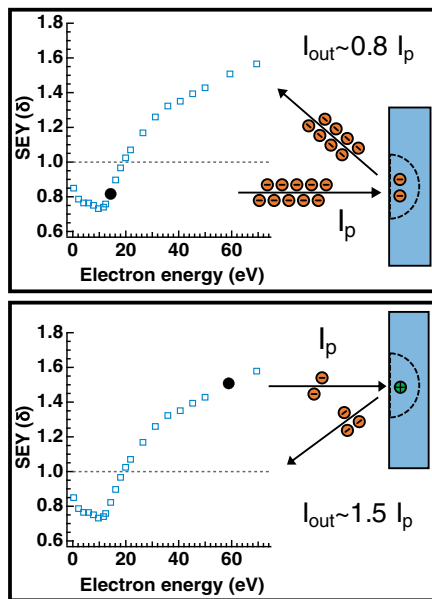 1.8
1.6
1.4
1.2
1.0
0.8
0.6
SEY (δ)
0 20 40 60
Electron energy (eV)
I_out~0.8 I_p
I_p
1.8
1.6
1.4
1.2
1.0
0.8
0.6
SEY (δ)
0 20 40 60
Electron energy (eV)
I_p
I_out~1.5 I_p